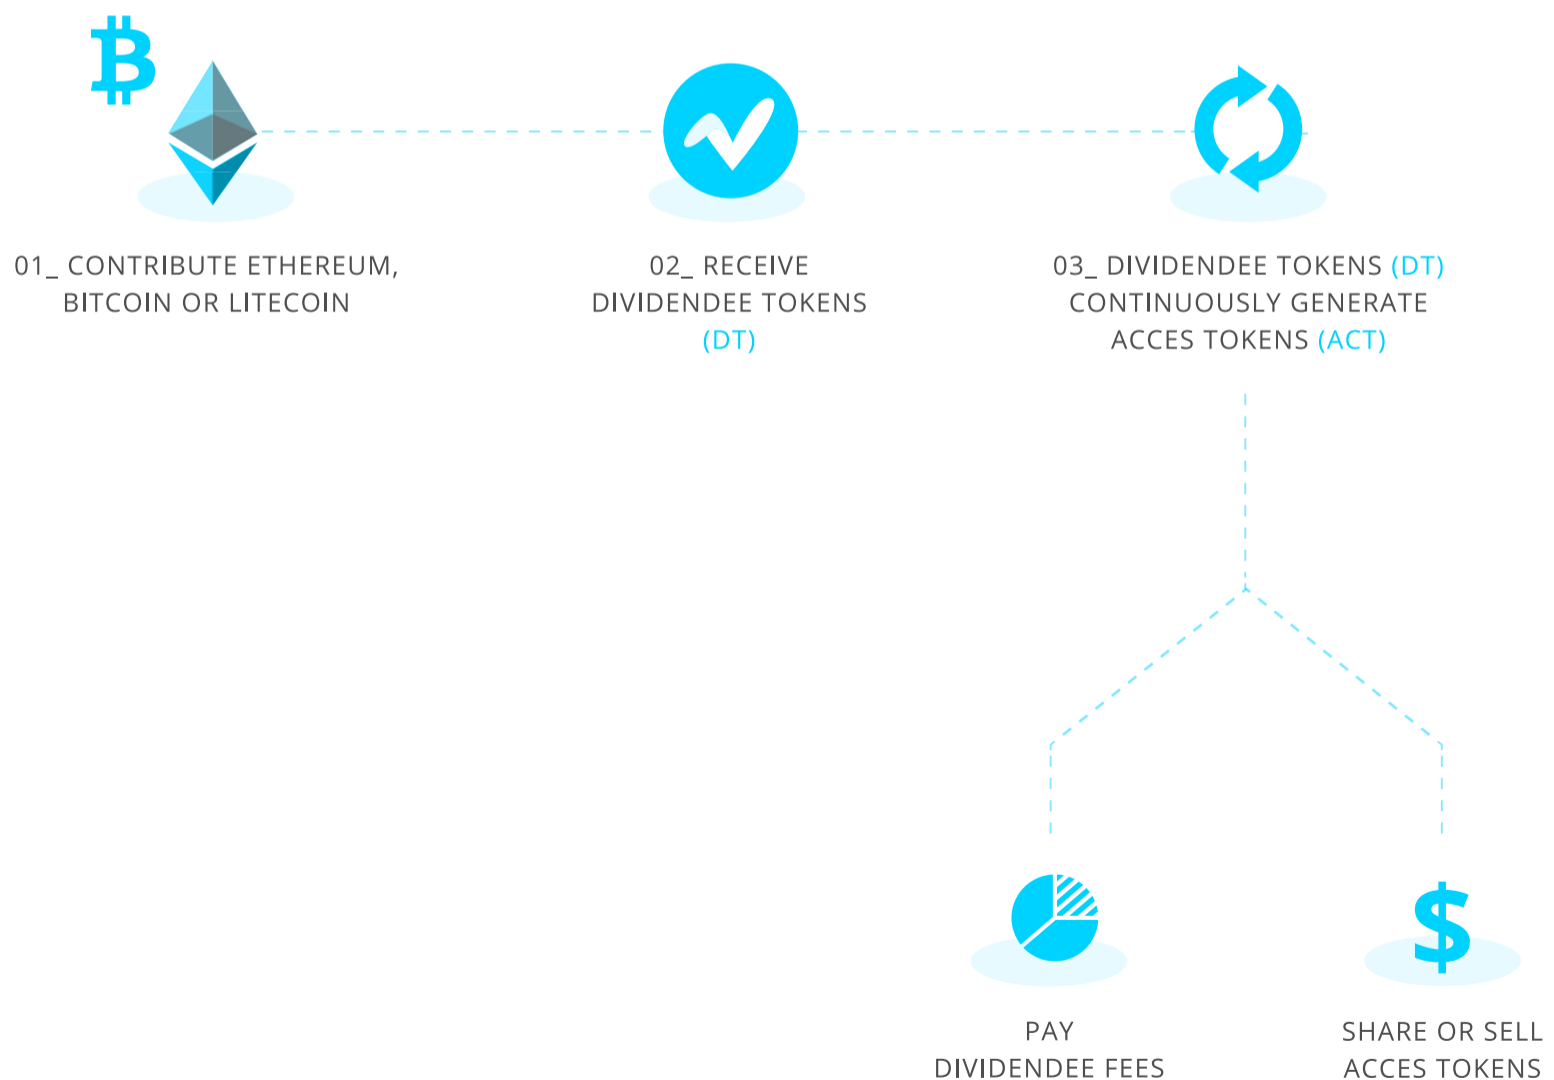 01_ CONTRIBUTE ETHEREUM,
BITCOIN OR LITECOIN
02_ RECEIVE
DIVIDENDEE TOKENS
(DT)
03_ DIVIDENDEE TOKENS (DT)
CONTINUOUSLY GENERATE
ACCES TOKENS (ACT)
PAY
DIVIDENDEE FEES
SHARE OR SELL
ACCES TOKENS